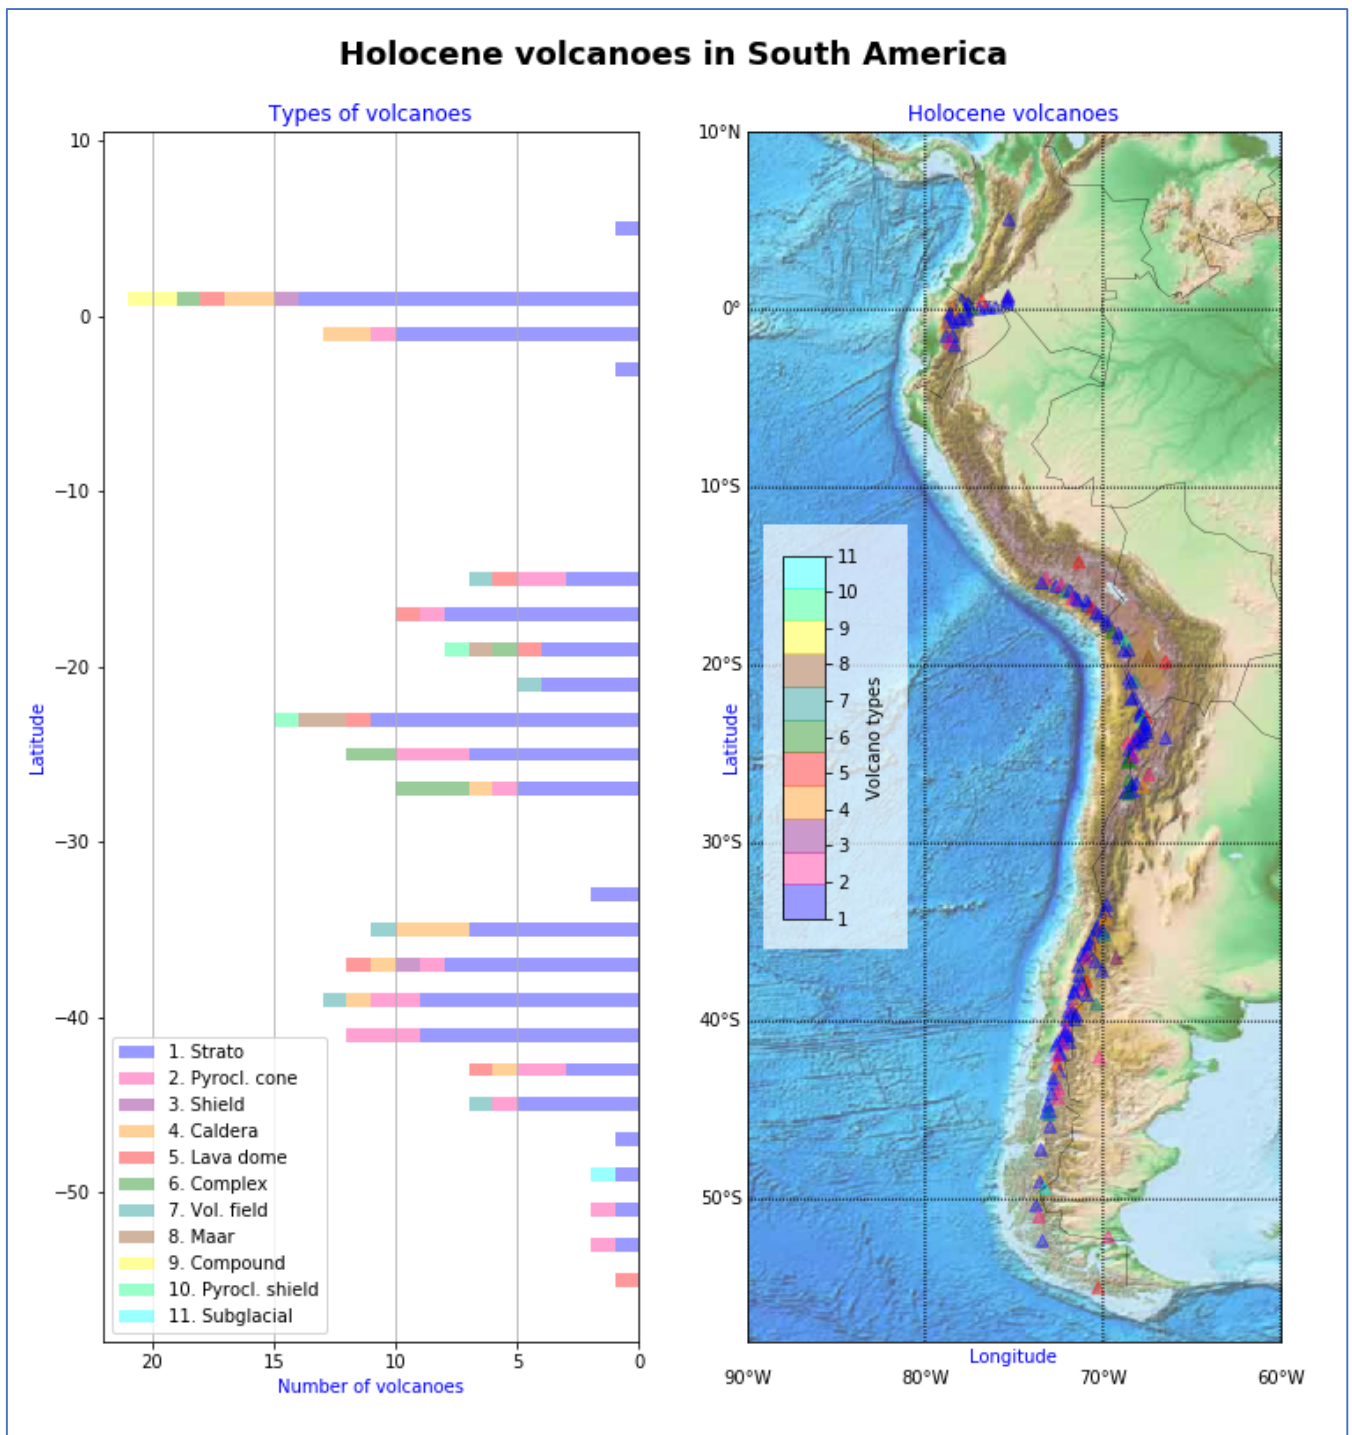 Holocene volcanoes in South America
Types of volcanoes
10
0
−10
−20
−30
−40
−50
Latitude
1. Strato
2. Pyrocl. cone
3. Shield
4. Caldera
5. Lava dome
6. Complex
7. Vol. field
8. Maar
9. Compound
10. Pyrocl. shield
11. Subglacial
20 15 10 5 0
Number of volcanoes
Holocene volcanoes
10°N
0°
10°S
20°S
30°S
40°S
50°S
Latitude
11
10
9
8
7
6
5
4
3
2
1
Volcano types
Longitude
90°W 80°W 70°W 60°W